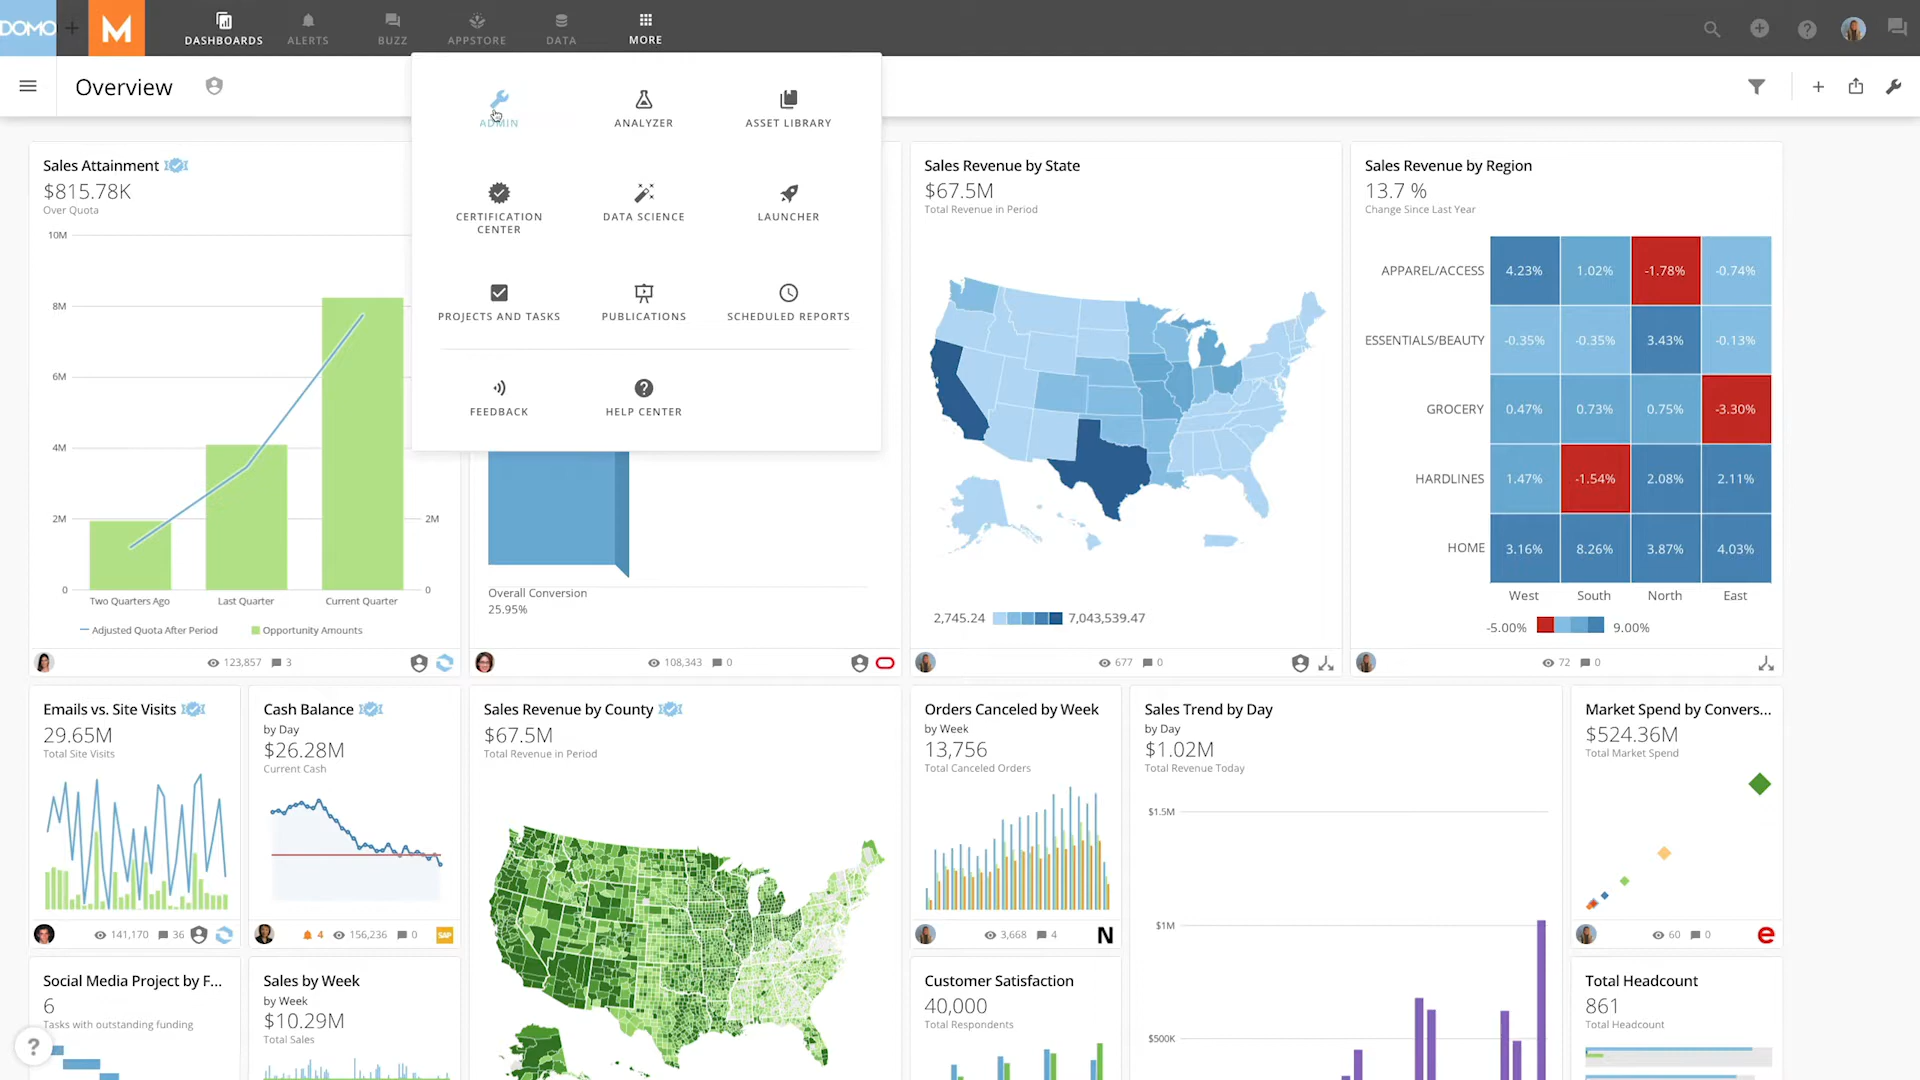 DOMO
M
DASHBOARDS
ALERTS
BUZZ
APPSTORE
DATA
MORE
Overview
ADMIN
ANALYZER
ASSET LIBRARY
CERTIFICATION
CENTER
DATA SCIENCE
LAUNCHER
PROJECTS AND TASKS
PUBLICATIONS
SCHEDULED REPORTS
FEEDBACK
HELP CENTER
Sales Attainment
$815.78K
Over Quota
10M
8M
6M
4M
2M
0
2M
0
Two Quarters Ago
Last Quarter
Current Quarter
Adjusted Quota After Period
Opportunity Amounts
123,857
3
Overall Conversion
25.95%
108,343
0
Sales Revenue by State
$67.5M
Total Revenue in Period
2,745.24
7,043,539.47
677
0
Sales Revenue by Region
13.7 %
Change Since Last Year
APPAREL/ACCESS 4.23% 1.02% -1.78% -0.74%
ESSENTIALS/BEAUTY -0.35% -0.35% 3.43% -0.13%
GROCERY 0.47% 0.73% 0.75% -3.30%
HARDLINES 1.47% -1.54% 2.08% 2.11%
HOME 3.16% 8.26% 3.87% 4.03%
West South North East
-5.00%
9.00%
72
0
Emails vs. Site Visits
29.65M
Total Site Visits
141,170
36
Cash Balance
by Day
$26.28M
Current Cash
4
156,236
0
SAP
Sales Revenue by County
$67.5M
Total Revenue in Period
Orders Canceled by Week
by Week
13,756
Total Canceled Orders
3,668
4
N
Sales Trend by Day
by Day
$1.02M
Total Revenue Today
$1.5M
$1M
$500K
Market Spend by Convers...
$524.36M
Total Market Spend
60
0
e
Social Media Project by F...
6
Tasks with outstanding funding
Sales by Week
by Week
$10.29M
Total Sales
Customer Satisfaction
40,000
Total Respondents
Total Headcount
861
Total Headcount
?